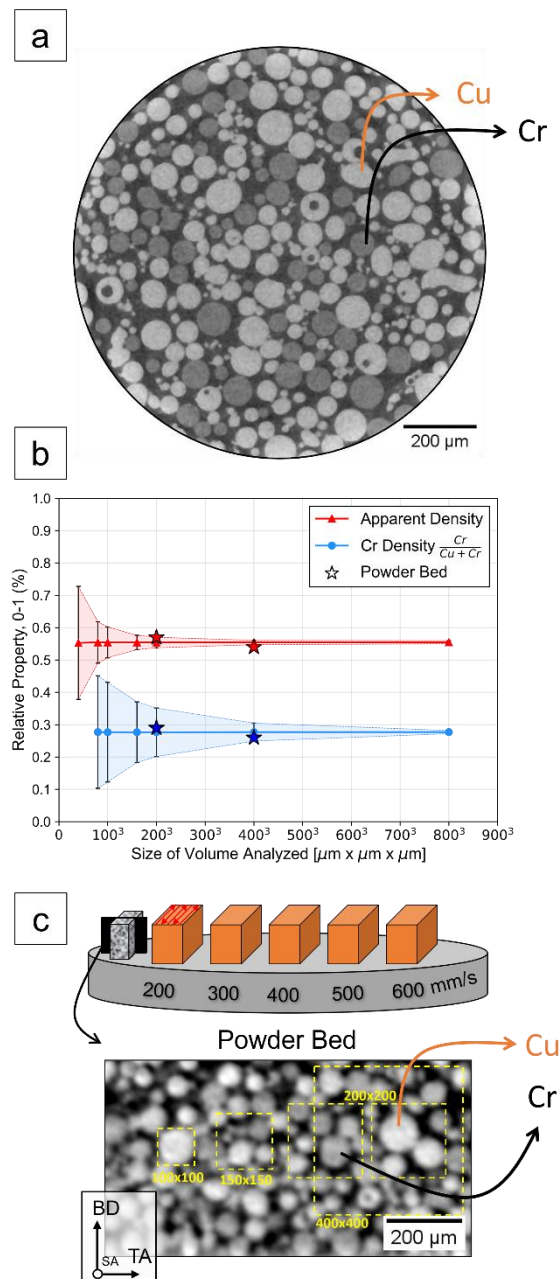 a
Cu
Cr
200 µm
b
Relative Property, 0-1 (%)
1.0
0.9
0.8
0.7
0.6
0.5
0.4
0.3
0.2
0.1
0.0
Apparent Density
Cr Density Cr/Cu + Cr
Powder Bed
0 100³ 200³ 300³ 400³ 500³ 600³ 700³ 800³ 900³
Size of Volume Analyzed [µm x µm x µm]
c
200 300 400 500 600 mm/s
Powder Bed
Cu
Cr
200x200
100x100
150x150
400x400
200 µm
BD
SA TA